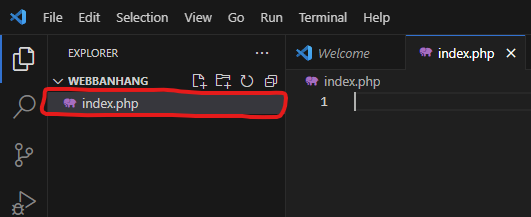 File Edit Selection View Go Run Terminal Help
EXPLORER ...
Welcome
index.php
WEBBANHANG
index.php
index.php
1